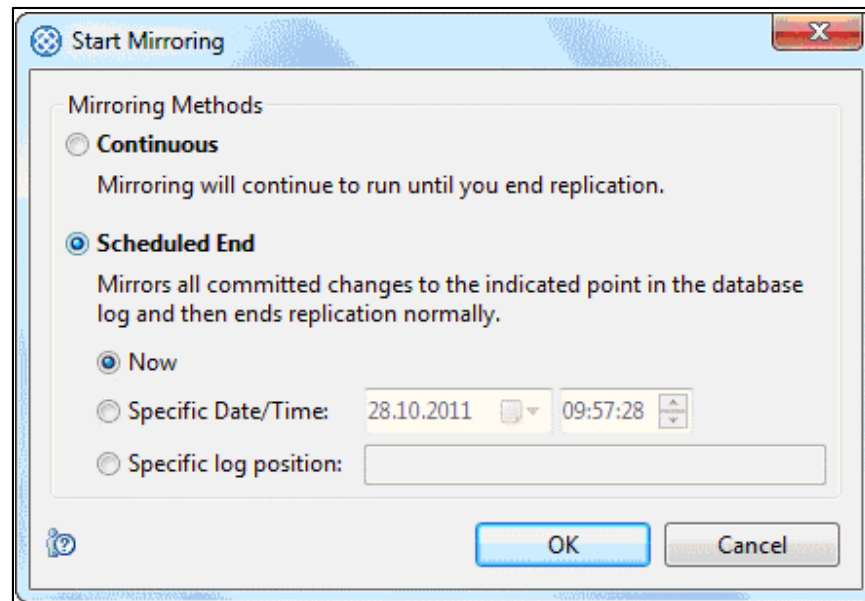 Start Mirroring
Mirroring Methods
Continuous
Mirroring will continue to run until you end replication.
Scheduled End
Mirrors all committed changes to the indicated point in the database
log and then ends replication normally.
Now
Specific Date/Time: 28.10.2011 09:57:28
Specific log position:
OK Cancel